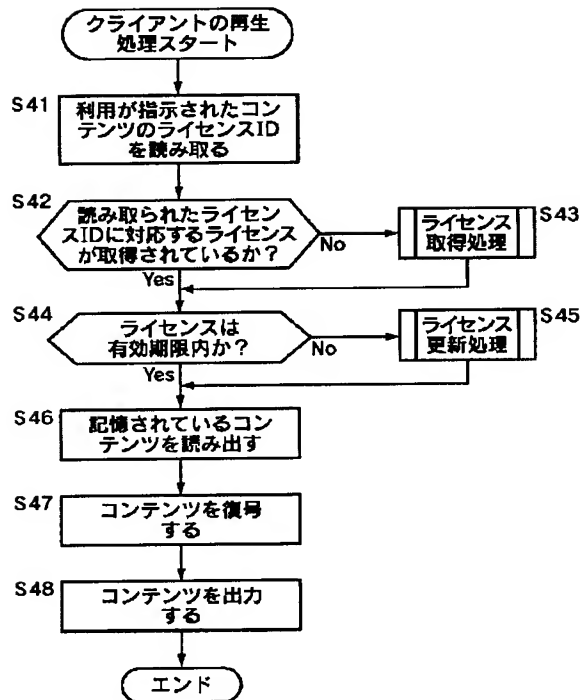 クライアントの再生
処理スタート
S41
利用が指示されたコン
テンツのライセンスID
を読み取る
S42
読み取られたライセン
スIDに対応するライセンス
が取得されているか？
No
S43
ライセンス
取得処理
Yes
S44
ライセンスは
有効期限内か？
No
S45
ライセンス
更新処理
Yes
S46
記憶されているコン
テンツを読み出す
S47
コンテンツを復号
する
S48
コンテンツを出力
する
エンド